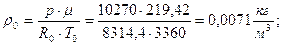 ρ₀ = p · μ / R₀ · T₀ = 10270 · 219,42 / 8314,4 · 3360 = 0,0071 кг / м³ ;